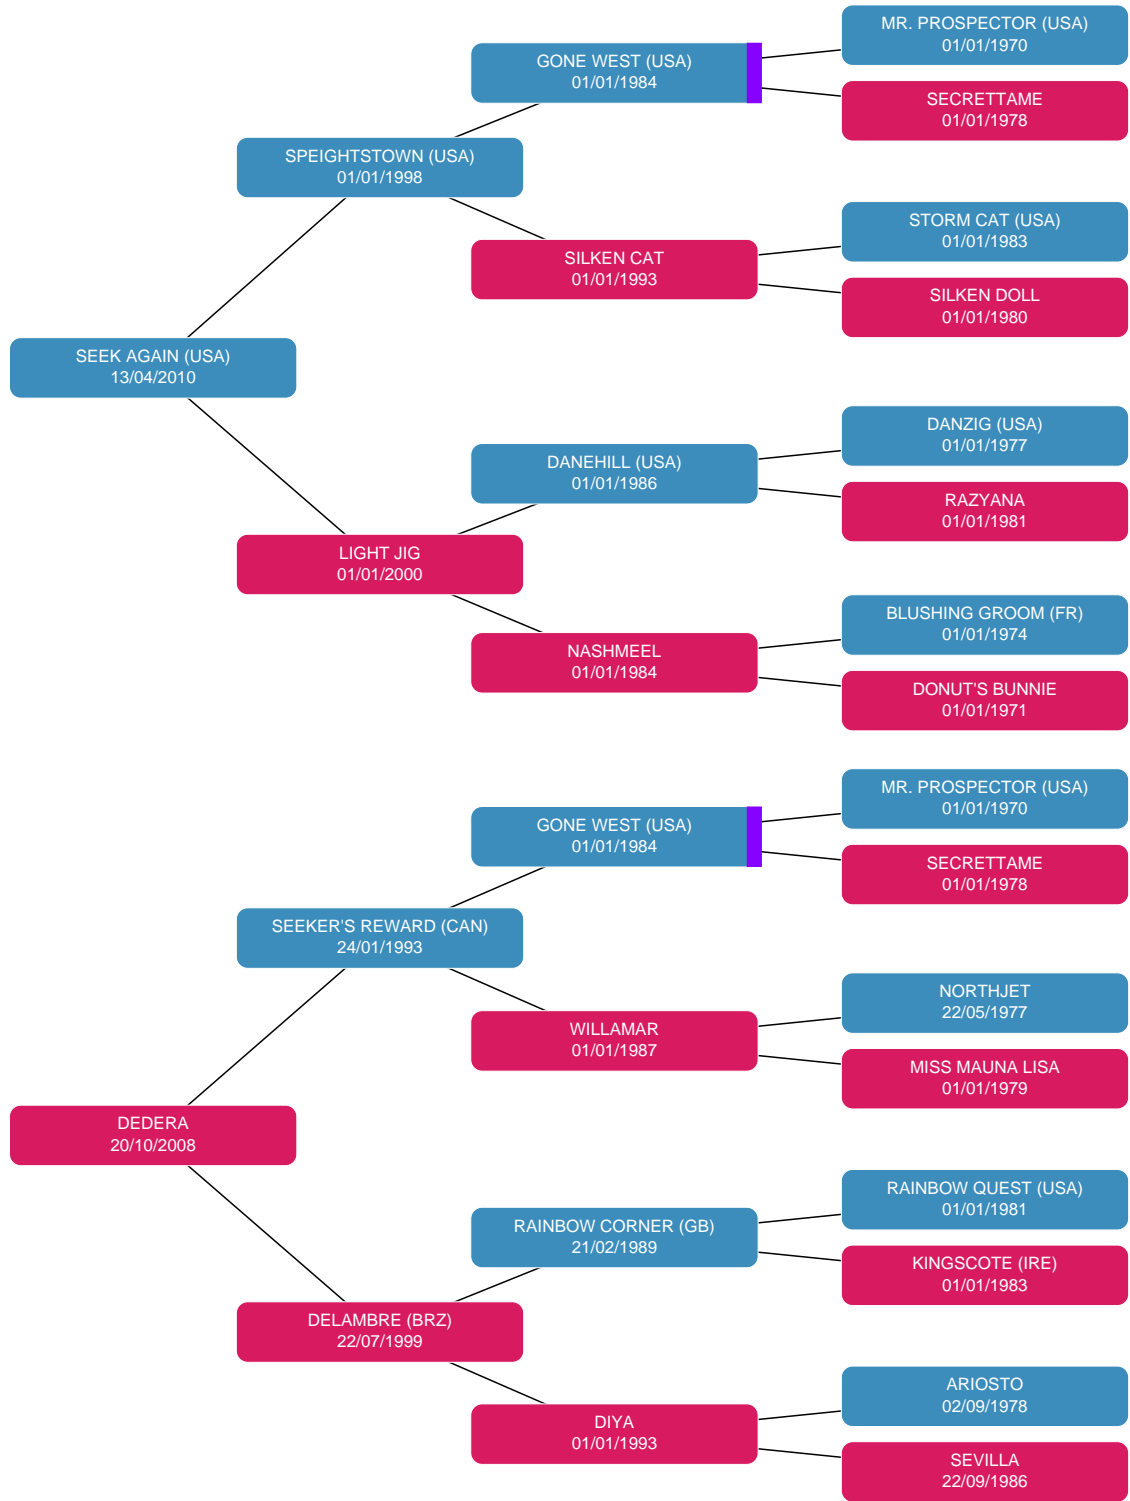 MR. PROSPECTOR (USA)
01/01/1970
GONE WEST (USA)
01/01/1984
SECRETTAME
01/01/1978
SPEIGHTSTOWN (USA)
01/01/1998
STORM CAT (USA)
01/01/1983
SILKEN CAT
01/01/1993
SILKEN DOLL
01/01/1980
SEEK AGAIN (USA)
13/04/2010
DANZIG (USA)
01/01/1977
DANEHILL (USA)
01/01/1986
RAZYANA
01/01/1981
LIGHT JIG
01/01/2000
BLUSHING GROOM (FR)
01/01/1974
NASHMEEL
01/01/1984
DONUT'S BUNNIE
01/01/1971
MR. PROSPECTOR (USA)
01/01/1970
GONE WEST (USA)
01/01/1984
SECRETTAME
01/01/1978
SEEKER'S REWARD (CAN)
24/01/1993
NORTHJET
22/05/1977
WILLAMAR
01/01/1987
MISS MAUNA LISA
01/01/1979
DEDERA
20/10/2008
RAINBOW QUEST (USA)
01/01/1981
RAINBOW CORNER (GB)
21/02/1989
KINGSCOTE (IRE)
01/01/1983
DELAMBRE (BRZ)
22/07/1999
ARIOSTO
02/09/1978
DIYA
01/01/1993
SEVILLA
22/09/1986